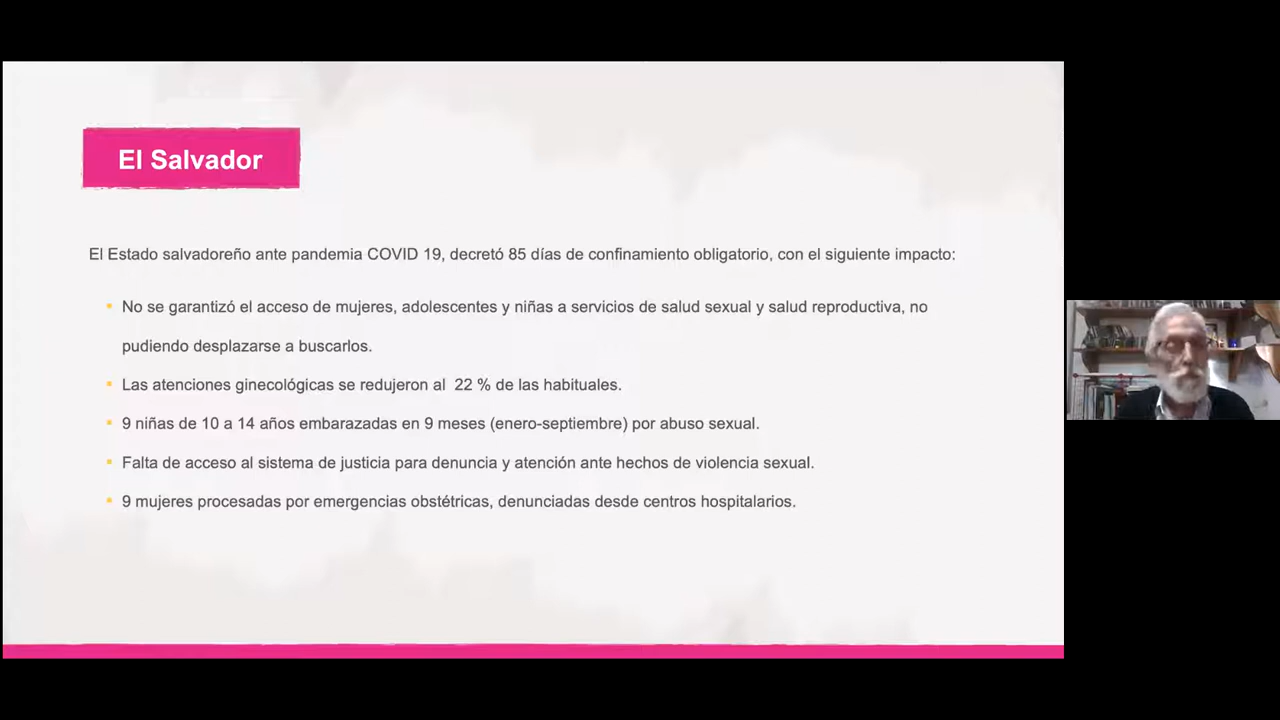 El Salvador
El Estado salvadoreño ante pandemia COVID 19, decretó 85 días de confinamiento obligatorio, con el siguiente impacto:
No se garantizó el acceso de mujeres, adolescentes y niñas a servicios de salud sexual y salud reproductiva, no
pudiendo desplazarse a buscarlos.
Las atenciones ginecológicas se redujeron al 22 % de las habituales.
9 niñas de 10 a 14 años embarazadas en 9 meses (enero-septiembre) por abuso sexual.
Falta de acceso al sistema de justicia para denuncia y atención ante hechos de violencia sexual.
9 mujeres procesadas por emergencias obstétricas, denunciadas desde centros hospitalarios.